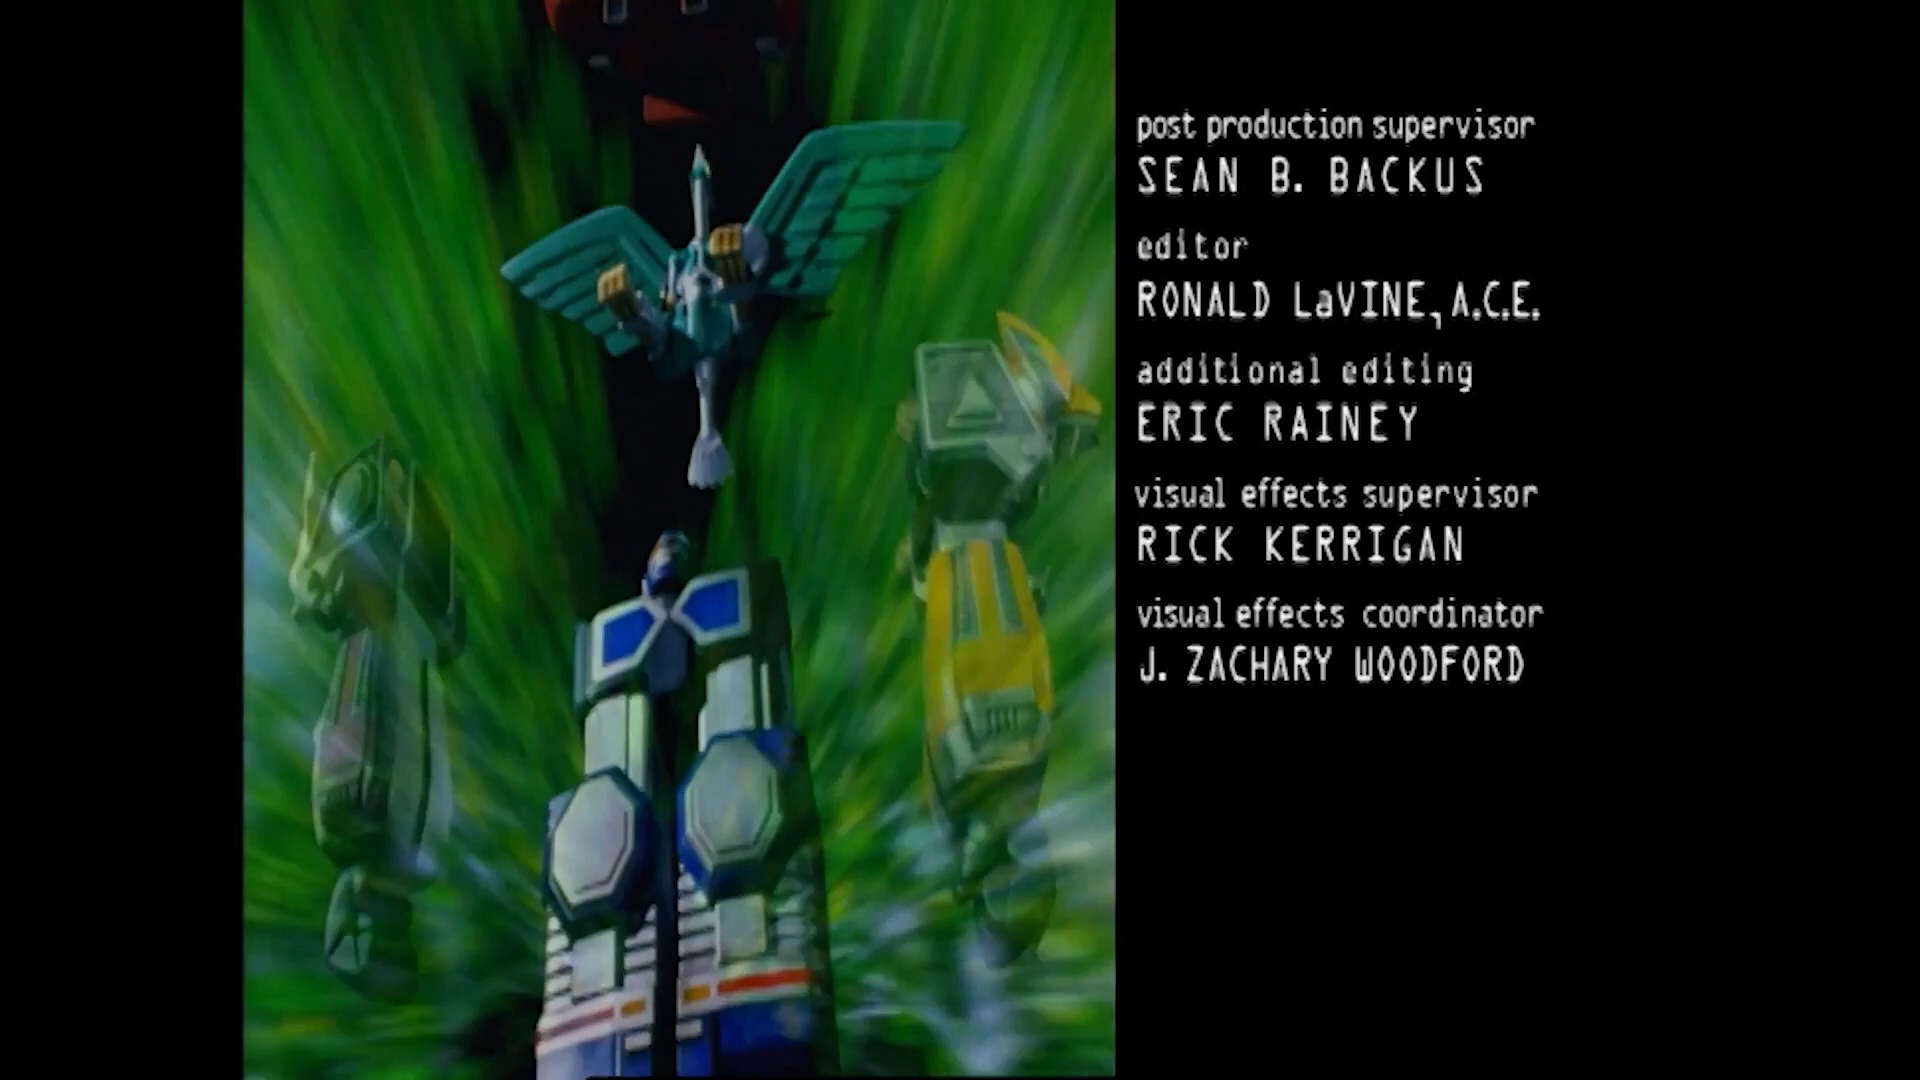 post production supervisor
SEAN B. BACKUS
editor
RONALD LaVINE, A.C.E.
additional editing
ERIC RAINEY
visual effects supervisor
RICK KERRIGAN
visual effects coordinator
J. ZACHARY WOODFORD